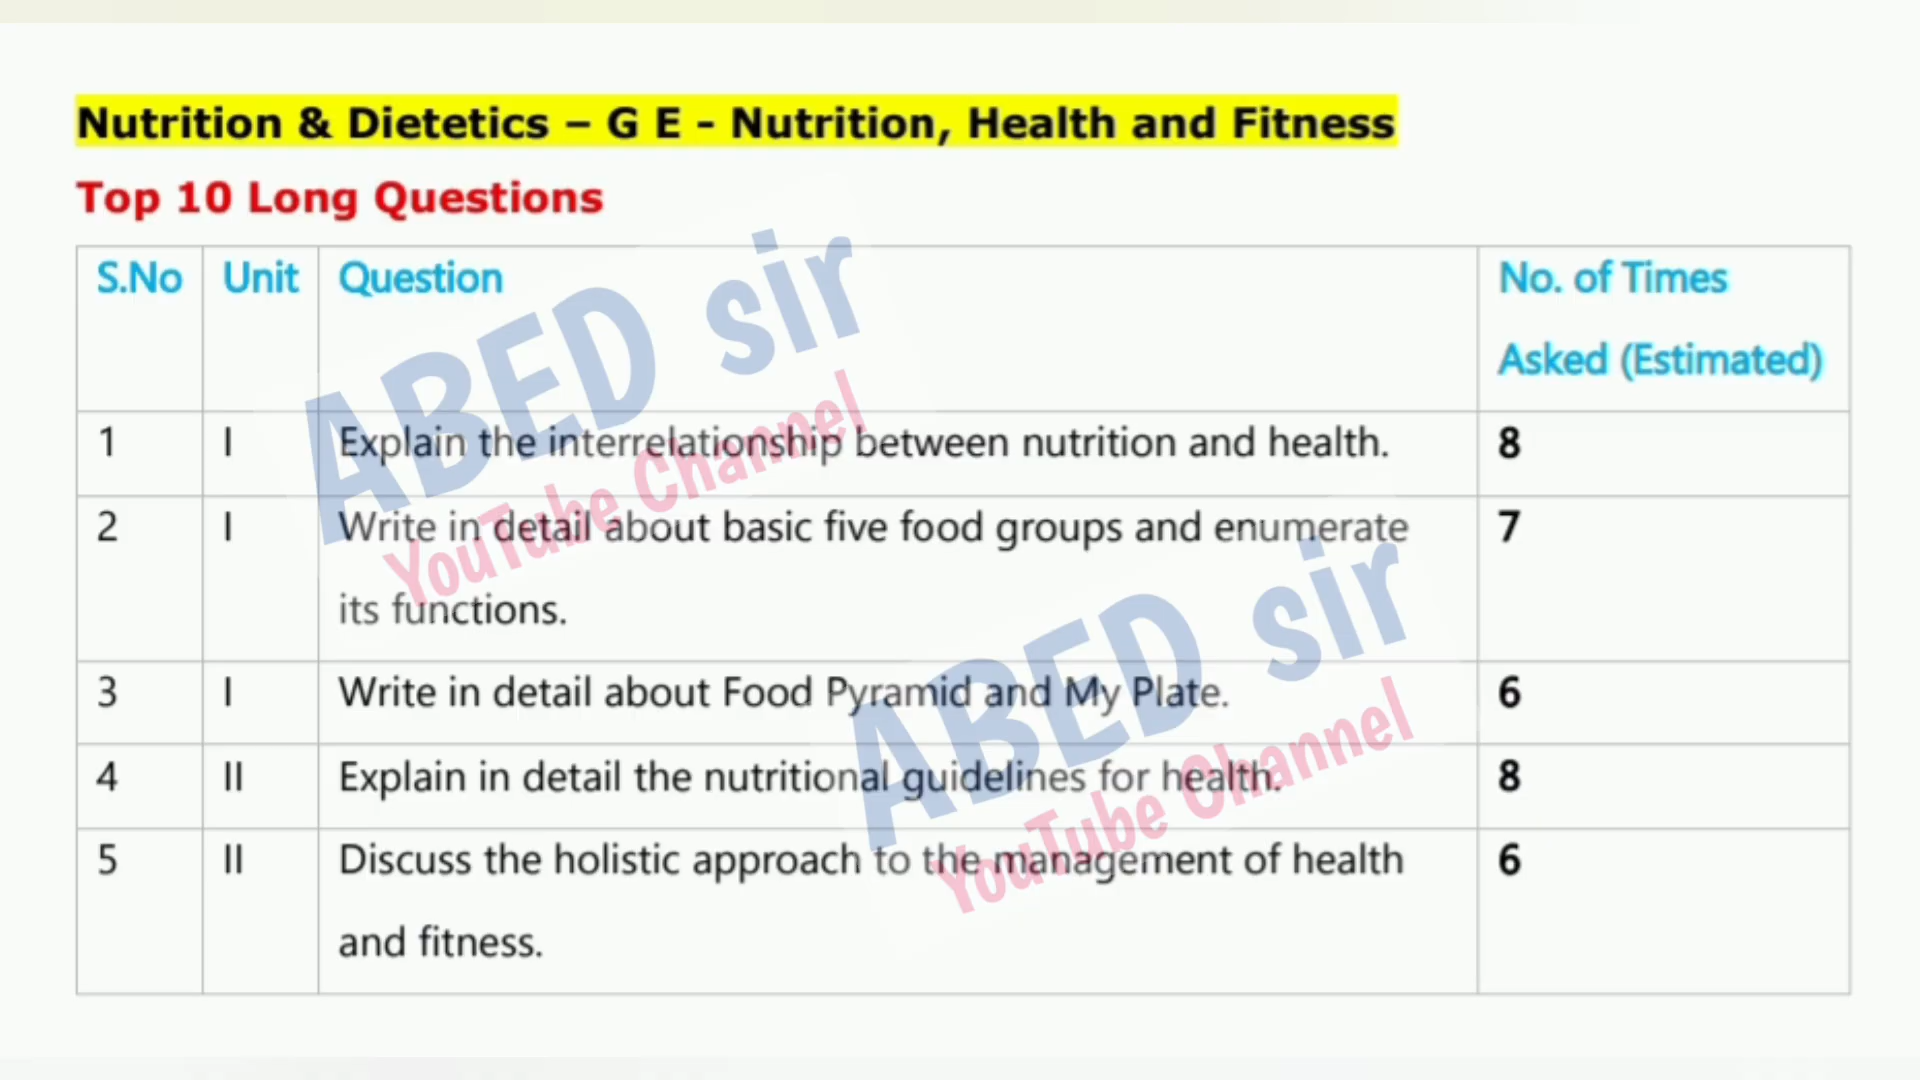 Nutrition & Dietetics – G E - Nutrition, Health and Fitness
Top 10 Long Questions
S.No Unit Question No. of Times
Asked (Estimated)
1 I Explain the interrelationship between nutrition and health. 8
2 I Write in detail about basic five food groups and enumerate 7
its functions.
3 I Write in detail about Food Pyramid and My Plate. 6
4 II Explain in detail the nutritional guidelines for health. 8
5 II Discuss the holistic approach to the management of health 6
and fitness.
ABED sir
YouTube Channel
ABED sir
YouTube Channel